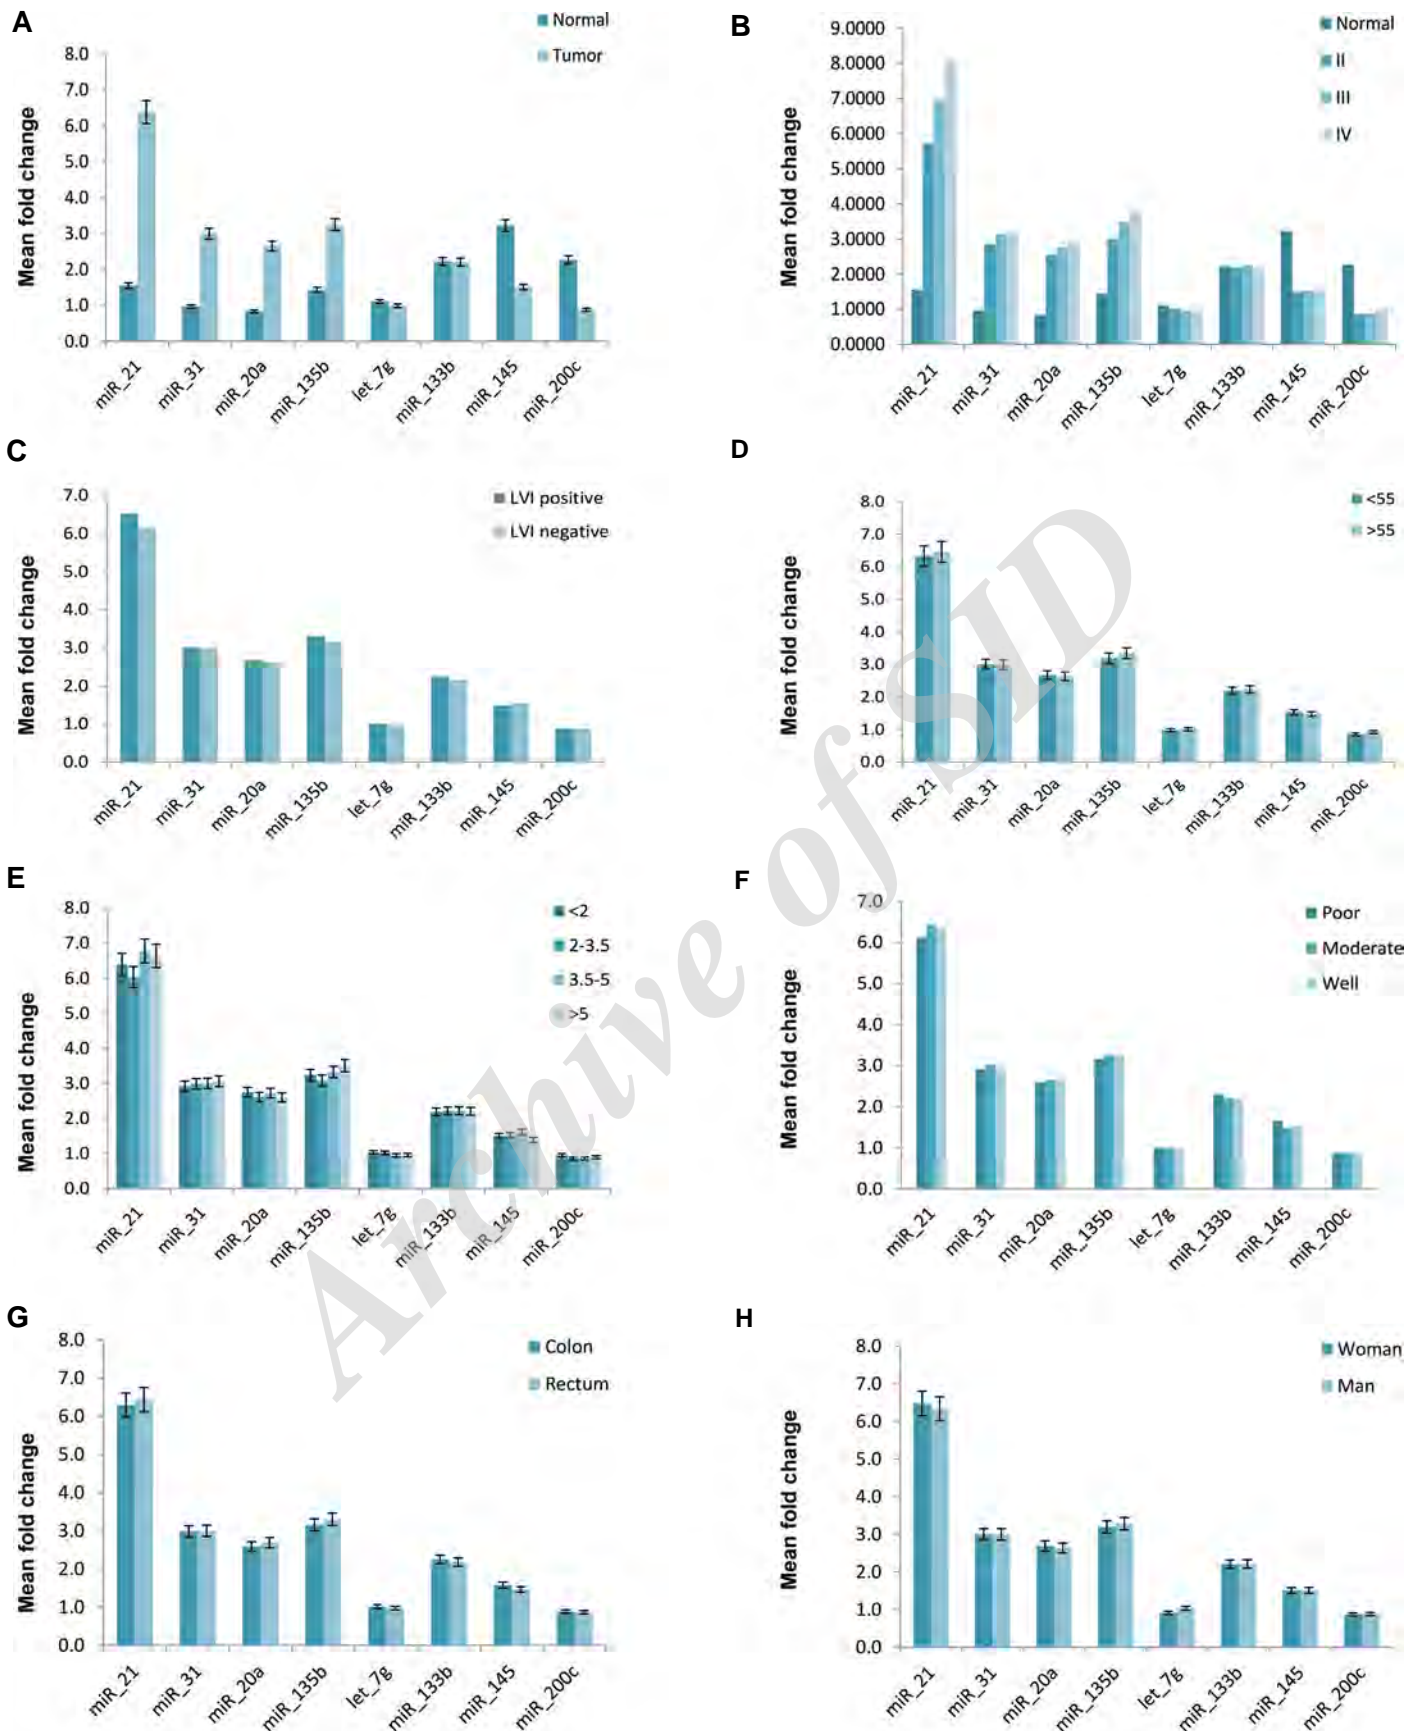 A
Normal
Tumor
Mean fold change
8.0
7.0
6.0
5.0
4.0
3.0
2.0
1.0
0.0
miR_21 miR_31 miR_20a miR_135b let_7g miR_133b miR_145 miR_200c
B
Normal
II
III
IV
Mean fold change
9.0000
8.0000
7.0000
6.0000
5.0000
4.0000
3.0000
2.0000
1.0000
0.0000
miR_21 miR_31 miR_20a miR_135b let_7g miR_133b miR_145 miR_200c
C
LVI positive
LVI negative
Mean fold change
7.0
6.0
5.0
4.0
3.0
2.0
1.0
0.0
miR_21 miR_31 miR_20a miR_135b let_7g miR_133b miR_145 miR_200c
D
<55
>55
Mean fold change
8.0
7.0
6.0
5.0
4.0
3.0
2.0
1.0
0.0
miR_21 miR_31 miR_20a miR_135b let_7g miR_133b miR_145 miR_200c
E
<2
2-3.5
3.5-5
>5
Mean fold change
8.0
7.0
6.0
5.0
4.0
3.0
2.0
1.0
0.0
miR_21 miR_31 miR_20a miR_135b let_7g miR_133b miR_145 miR_200c
F
Poor
Moderate
Well
Mean fold change
7.0
6.0
5.0
4.0
3.0
2.0
1.0
0.0
miR_21 miR_31 miR_20a miR_135b let_7g miR_133b miR_145 miR_200c
G
Colon
Rectum
Mean fold change
8.0
7.0
6.0
5.0
4.0
3.0
2.0
1.0
0.0
miR_21 miR_31 miR_20a miR_135b let_7g miR_133b miR_145 miR_200c
H
Woman
Man
Mean fold change
8.0
7.0
6.0
5.0
4.0
3.0
2.0
1.0
0.0
miR_21 miR_31 miR_20a miR_135b let_7g miR_133b miR_145 miR_200c
Archive of SID